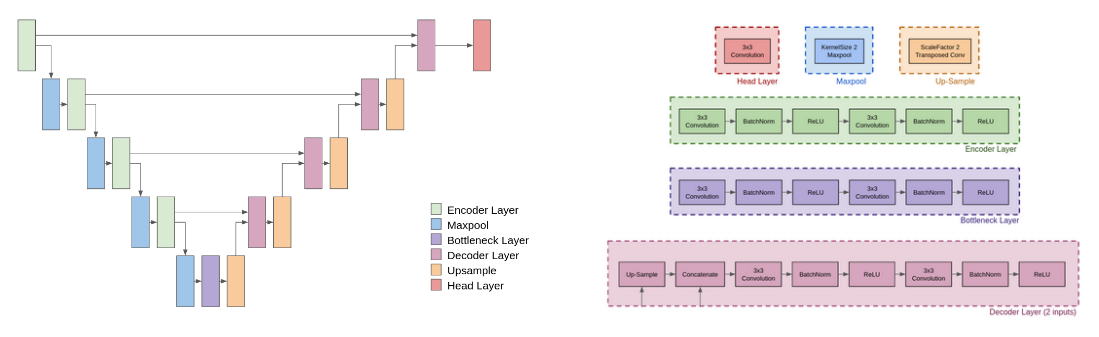 Encoder Layer
Maxpool
Bottleneck Layer
Decoder Layer
Upsample
Head Layer
3x3
Convolution
Head Layer
KernelSize 2
Maxpool
Maxpool
ScaleFactor 2
Transposed Conv
Up-Sample
3x3
Convolution
BatchNorm
ReLU
3x3
Convolution
BatchNorm
ReLU
Encoder Layer
3x3
Convolution
BatchNorm
ReLU
3x3
Convolution
BatchNorm
ReLU
Bottleneck Layer
Up-Sample
Concatenate
3x3
Convolution
BatchNorm
ReLU
3x3
Convolution
BatchNorm
ReLU
Decoder Layer (2 inputs)